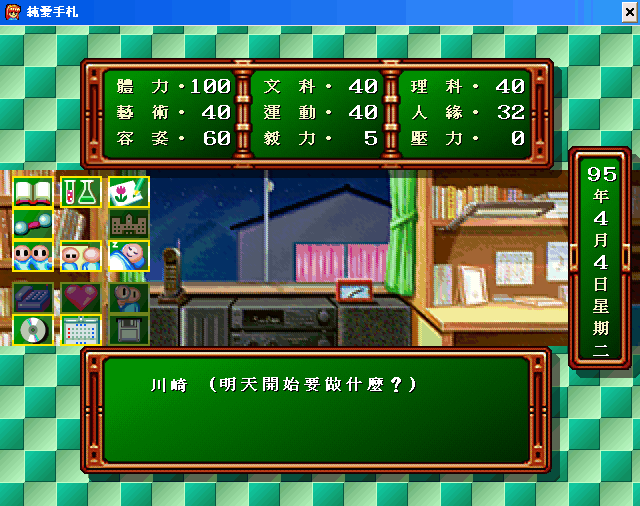 純愛手札
體力·100 文科·40 理科·40
藝術·40 運動·40 人緣·32
容姿·60 毅力·5 壓力·0
95年4月4日星期二
川崎 (明天開始要做什麼?)